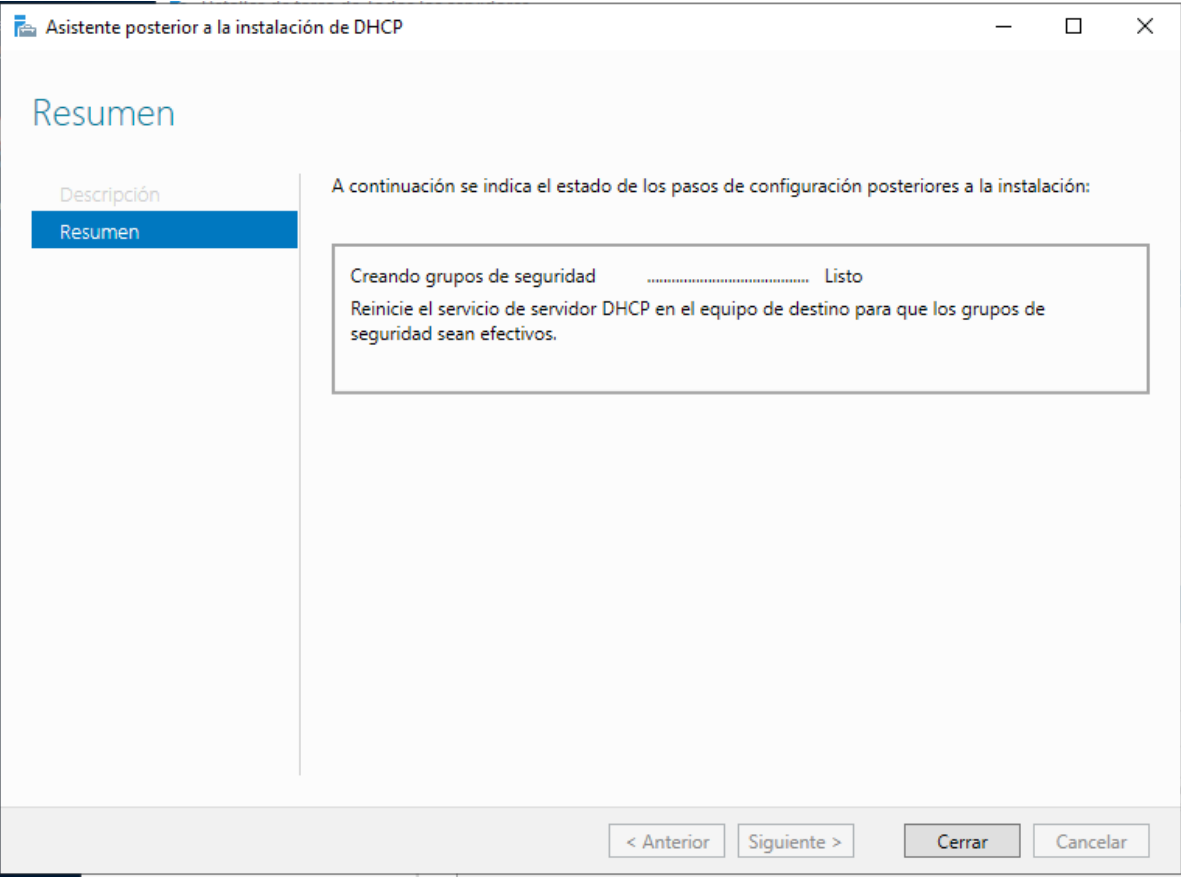 Asistente posterior a la instalación de DHCP
Resumen
Descripción
Resumen
A continuación se indica el estado de los pasos de configuración posteriores a la instalación:
Creando grupos de seguridad ........................................ Listo
Reinicie el servicio de servidor DHCP en el equipo de destino para que los grupos de
seguridad sean efectivos.
< Anterior
Siguiente >
Cerrar
Cancelar